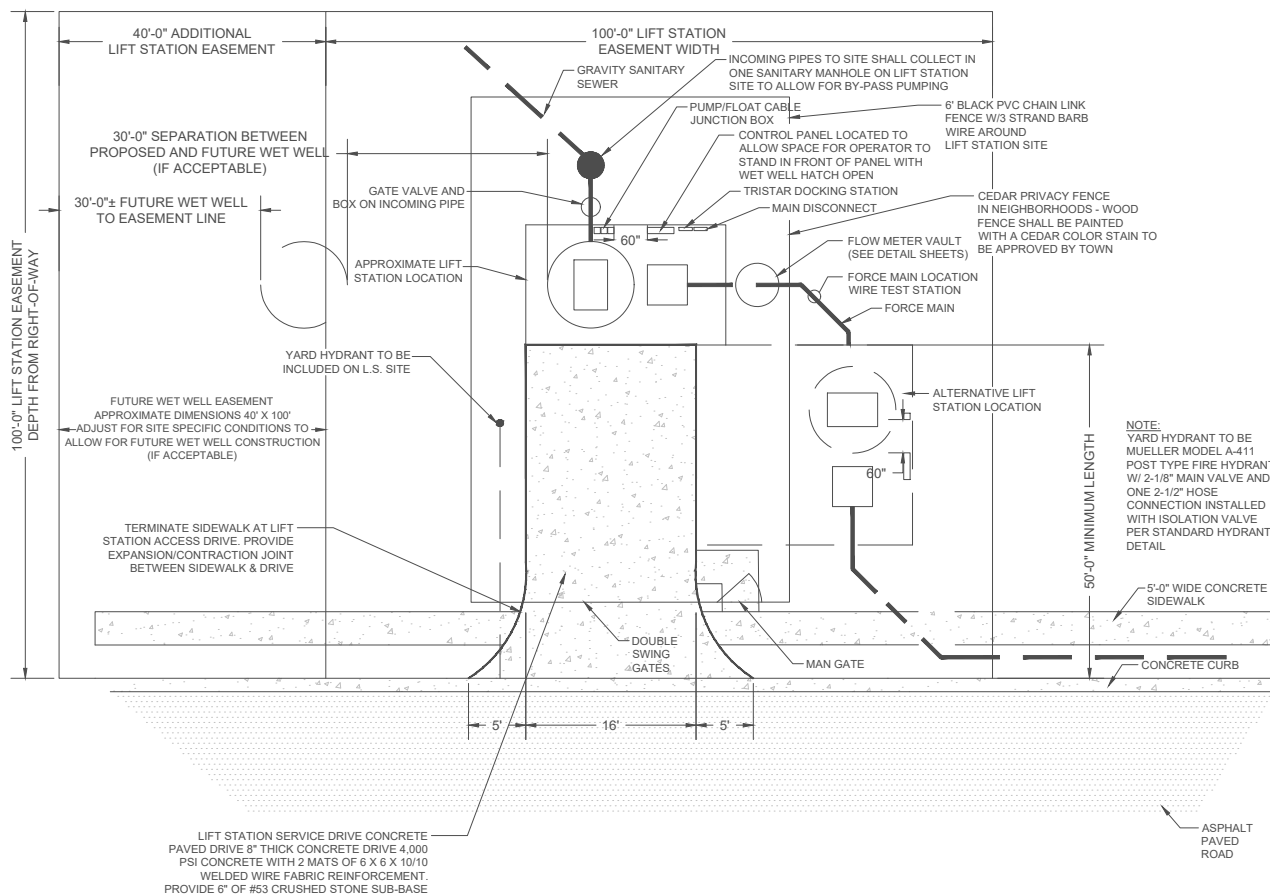 40'-0" ADDITIONAL
LIFT STATION EASEMENT
100'-0" LIFT STATION
EASEMENT WIDTH
GRAVITY SANITARY
SEWER
INCOMING PIPES TO SITE SHALL COLLECT IN
ONE SANITARY MANHOLE ON LIFT STATION
SITE TO ALLOW FOR BY-PASS PUMPING
PUMP/FLOAT CABLE
JUNCTION BOX
6' BLACK PVC CHAIN LINK
FENCE W/3 STRAND BARB
WIRE AROUND
LIFT STATION SITE
30'-0" SEPARATION BETWEEN
PROPOSED AND FUTURE WET WELL
(IF ACCEPTABLE)
CONTROL PANEL LOCATED TO
ALLOW SPACE FOR OPERATOR TO
STAND IN FRONT OF PANEL WITH
WET WELL HATCH OPEN
GATE VALVE AND
BOX ON INCOMING PIPE
TRISTAR DOCKING STATION
MAIN DISCONNECT
CEDAR PRIVACY FENCE
IN NEIGHBORHOODS - WOOD
FENCE SHALL BE PAINTED
WITH A CEDAR COLOR STAIN TO
BE APPROVED BY TOWN
30'-0"± FUTURE WET WELL
TO EASEMENT LINE
60"
FLOW METER VAULT
(SEE DETAIL SHEETS)
APPROXIMATE LIFT
STATION LOCATION
FORCE MAIN LOCATION
WIRE TEST STATION
FORCE MAIN
100'-0" LIFT STATION EASEMENT
DEPTH FROM RIGHT-OF-WAY
YARD HYDRANT TO BE
INCLUDED ON L.S. SITE
FUTURE WET WELL EASEMENT
APPROXIMATE DIMENSIONS 40' X 100'
ADJUST FOR SITE SPECIFIC CONDITIONS TO
ALLOW FOR FUTURE WET WELL CONSTRUCTION
(IF ACCEPTABLE)
ALTERNATIVE LIFT
STATION LOCATION
60"
50'-0" MINIMUM LENGTH
NOTE:
YARD HYDRANT TO BE
MUELLER MODEL A-411
POST TYPE FIRE HYDRANT
W/ 2-1/8" MAIN VALVE AND
ONE 2-1/2" HOSE
CONNECTION INSTALLED
WITH ISOLATION VALVE
PER STANDARD HYDRANT
DETAIL
TERMINATE SIDEWALK AT LIFT
STATION ACCESS DRIVE. PROVIDE
EXPANSION/CONTRACTION JOINT
BETWEEN SIDEWALK & DRIVE
5'-0" WIDE CONCRETE
SIDEWALK
DOUBLE
SWING
GATES
MAN GATE
CONCRETE CURB
5'
16'
5'
LIFT STATION SERVICE DRIVE CONCRETE
PAVED DRIVE 8" THICK CONCRETE DRIVE 4,000
PSI CONCRETE WITH 2 MATS OF 6 X 6 X 10/10
WELDED WIRE FABRIC REINFORCEMENT.
PROVIDE 6" OF #53 CRUSHED STONE SUB-BASE
ASPHALT
PAVED
ROAD